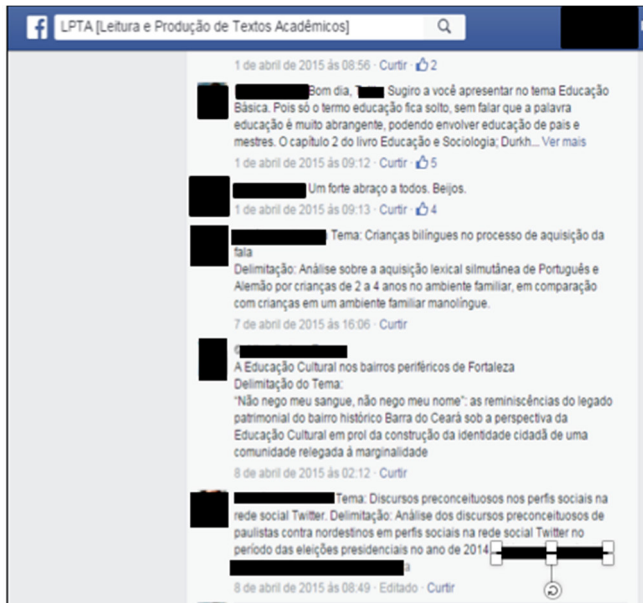 f LPTA [Leitura e Produção de Textos Acadêmicos]
1 de abril de 2015 às 08:56 · Curtir · 2
Bom dia, Sugiro a você apresentar no tema Educação
Básica. Pois só o termo educação fica solto, sem falar que a palavra
educação é muito abrangente, podendo envolver educação de pais e
mestres. O capítulo 2 do livro Educação e Sociologia; Durkh... Ver mais
1 de abril de 2015 às 09:12 · Curtir · 5
Um forte abraço a todos. Beijos.
1 de abril de 2015 às 09:13 · Curtir · 4
Tema: Crianças bilíngues no processo de aquisição da
fala
Delimitação: Análise sobre a aquisição lexical silmutânea de Português e
Alemão por crianças de 2 a 4 anos no ambiente familiar, em comparação
com crianças em um ambiente familiar manolíngue.
7 de abril de 2015 às 16:06 · Curtir
A Educação Cultural nos bairros periféricos de Fortaleza
Delimitação do Tema:
"Não nego meu sangue, não nego meu nome": as reminiscências do legado
patrimonial do bairro histórico Barra do Ceará sob a perspectiva da
Educação Cultural em prol da construção da identidade cidadã de uma
comunidade relegada á marginalidade
8 de abril de 2015 às 02:12 · Curtir
Tema: Discursos preconceituosos nos perfis sociais na
rede social Twitter. Delimitação: Análise dos discursos preconceituosos de
paulistas contra nordestinos em perfis sociais na rede social Twitter no
período das eleições presidenciais no ano de 2014
8 de abril de 2015 às 08:49 · Editado · Curtir